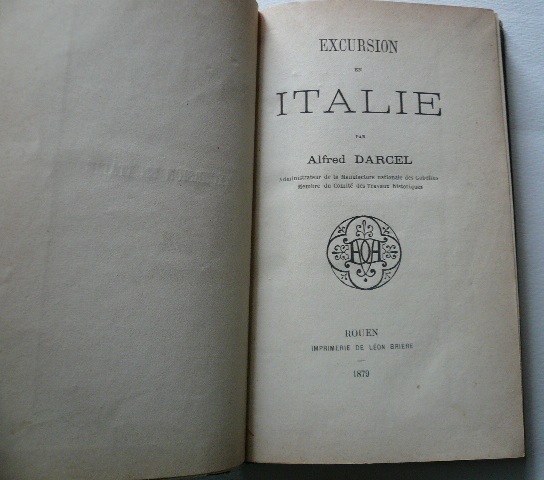 EXCURSION
EN
ITALIE
PAR
Alfred DARCEL
Administrateur de la Manufacture nationale des Gobelins
Membre du Comité des Travaux historiques
ROUEN
IMPRIMERIE DE LÉON BRIERE
1879